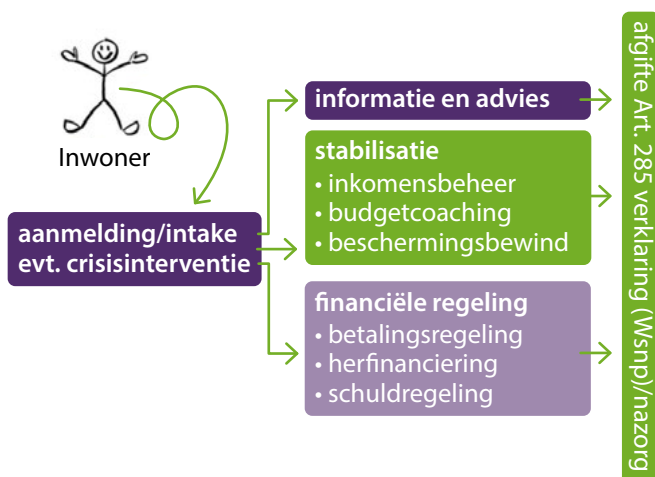 Inwoner
aanmelding/intake
evt. crisisinterventie
informatie en advies
stabilisatie
• inkomensbeheer
• budgetcoaching
• beschermingsbewind
financiële regeling
• betalingsregeling
• herfinanciering
• schuldregeling
afgifte Art. 285 verklaring (Wsnp)/nazorg